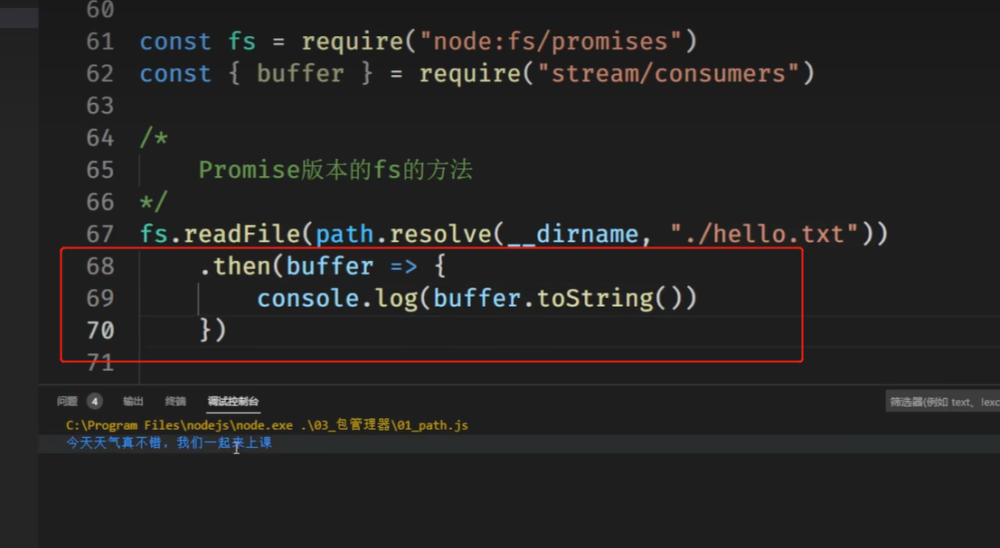 60
61 const fs = require("node:fs/promises")
62 const { buffer } = require("stream/consumers")
63
64 /*
65 Promise版本的fs的方法
66 */
67 fs.readFile(path.resolve(__dirname, "./hello.txt"))
68 .then(buffer => {
69 console.log(buffer.toString())
70 })
71
问题 4 输出 终端 调试控制台 筛选器(例如 text、!exc
C:\Program Files\nodejs\node.exe .\03_包管理器\01_path.js
今天天气真不错，我们一起来上课